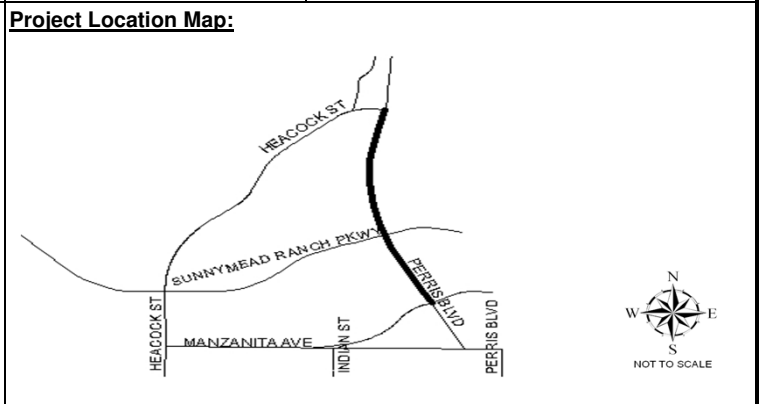 Project Location Map:
HEACOCK ST
SUNNYMEAD RANCH PKWY
PERRIS BLVD
HEACOCK ST
MANZANITA AVE
INDIAN ST
PERRIS BLVD
N
W E
S
NOT TO SCALE